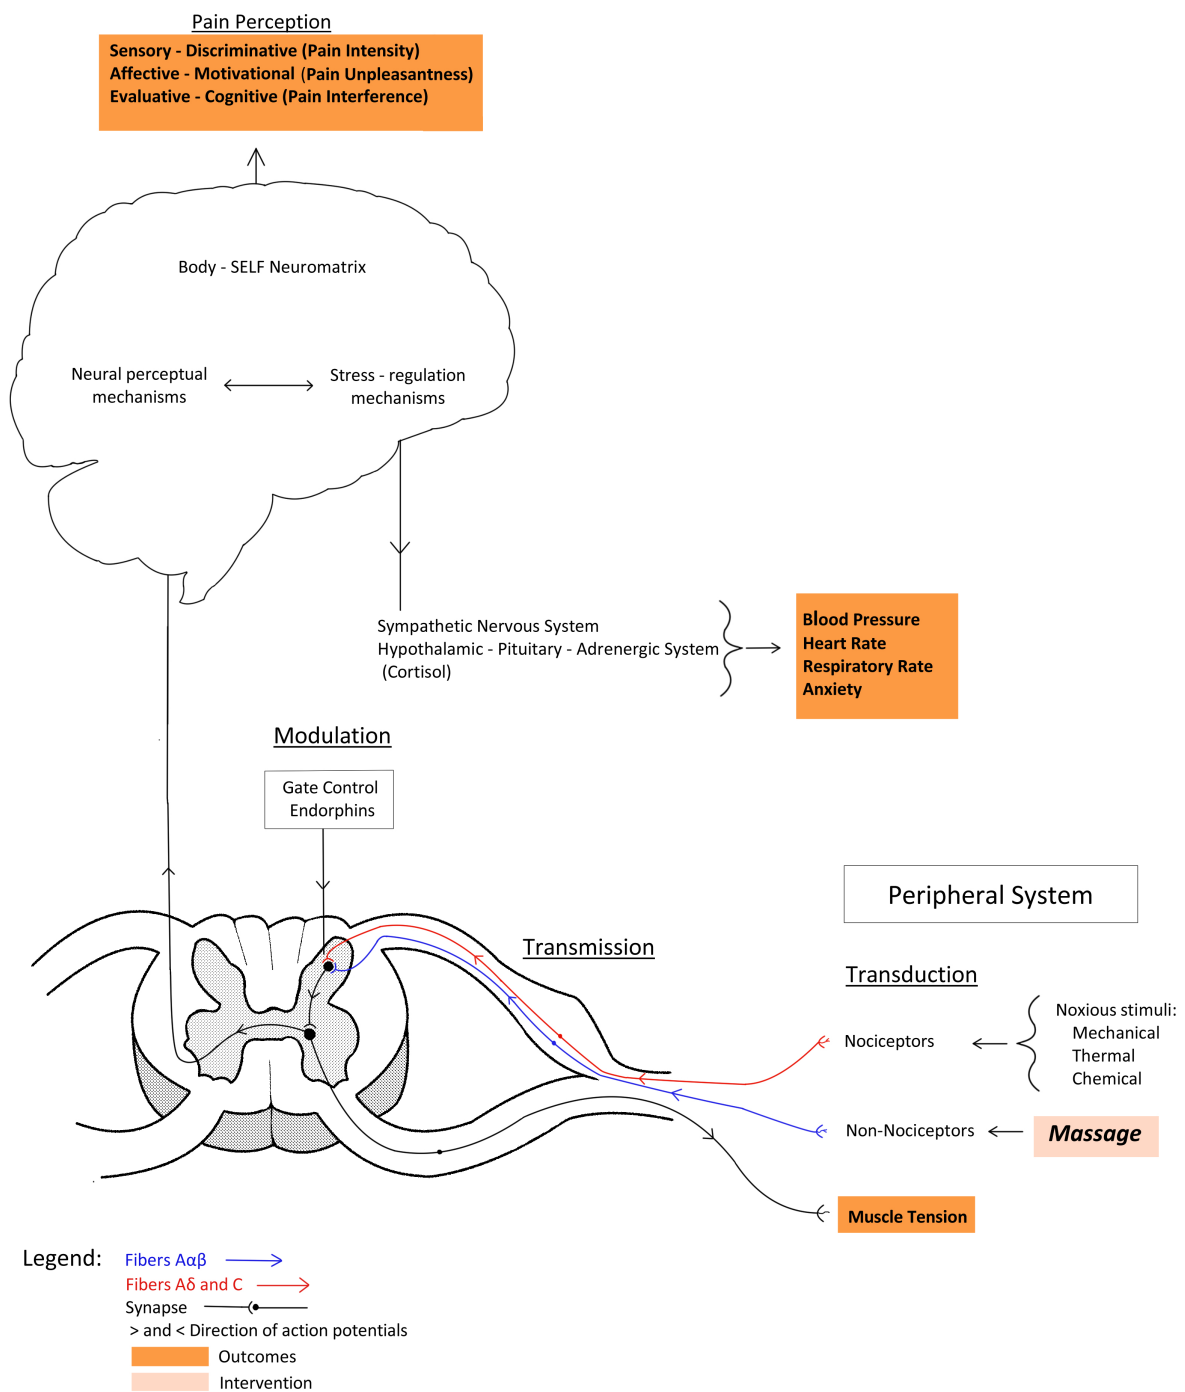 Pain Perception
Sensory - Discriminative (Pain Intensity)
Affective - Motivational (Pain Unpleasantness)
Evaluative - Cognitive (Pain Interference)
Body - SELF Neuromatrix
Neural perceptual
mechanisms
Stress - regulation
mechanisms
Sympathetic Nervous System
Hypothalamic - Pituitary - Adrenergic System
(Cortisol)
Blood Pressure
Heart Rate
Respiratory Rate
Anxiety
Modulation
Gate Control
Endorphins
Peripheral System
Transmission
Transduction
Noxious stimuli:
Mechanical
Thermal
Chemical
Nociceptors
Non-Nociceptors
Massage
Muscle Tension
Legend:
Fibers Aαβ
Fibers Aδ and C
Synapse
> and < Direction of action potentials
Outcomes
Intervention